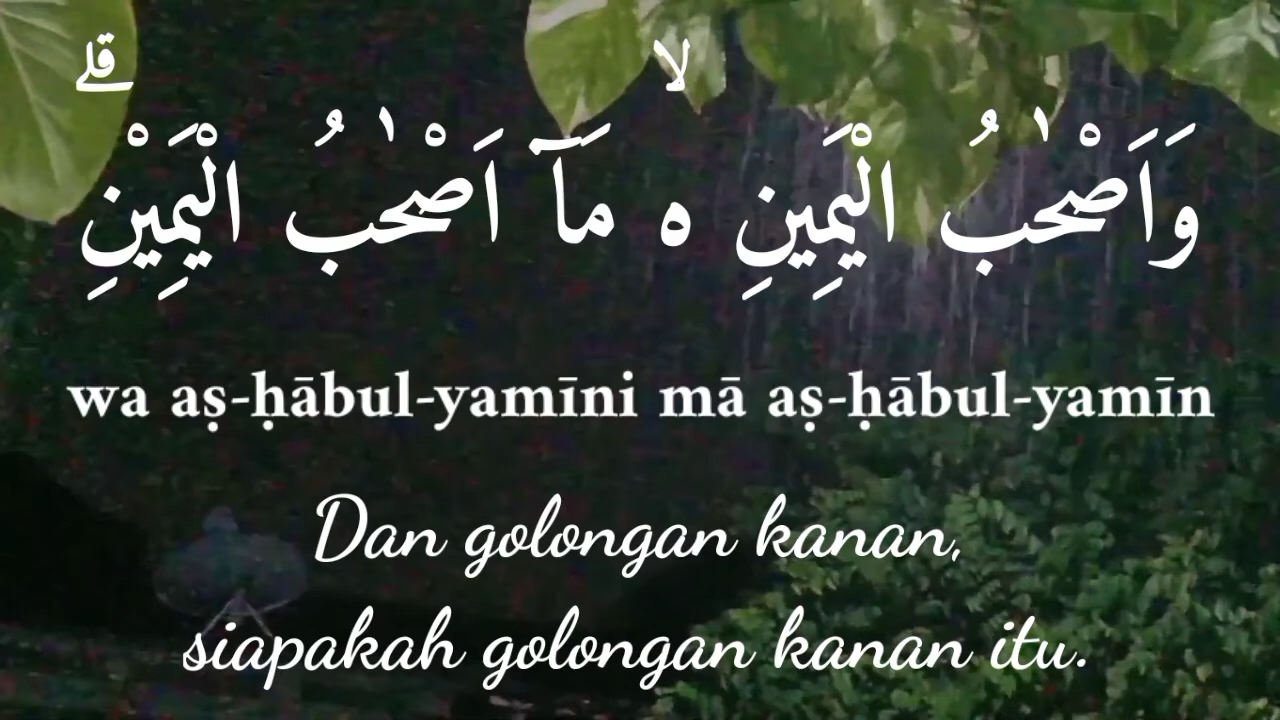 وَاَصْحٰبُ الْيَمِينِ ه لا مَآ اَصْحٰبُ الْيَمِيْنِ قلے
wa aṣ-ḥābul-yamīni mā aṣ-ḥābul-yamīn
Dan golongan kanan,
siapakah golongan kanan itu.